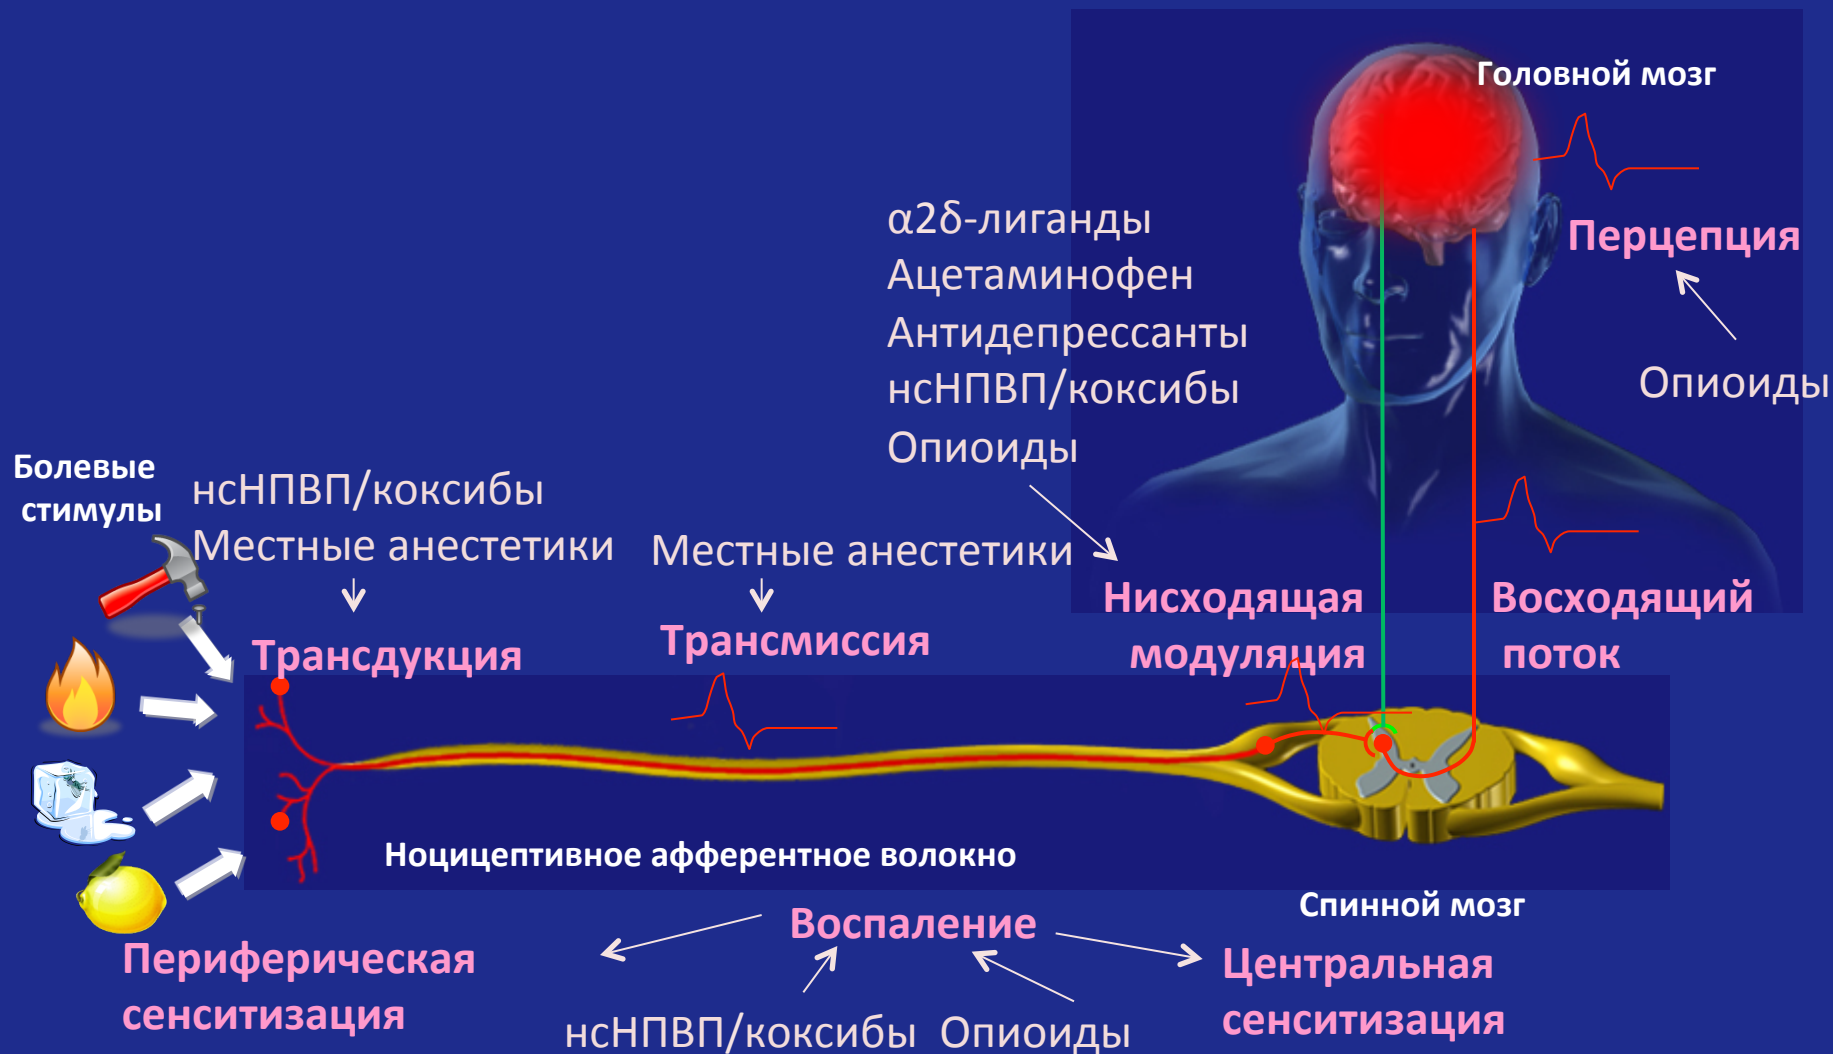 Головной мозг
α2δ-лиганды
Ацетаминофен
Антидепрессанты
нсНПВП/коксибы
Опиоиды
Перцепция
Опиоиды
Болевые
стимулы
нсНПВП/коксибы
Местные анестетики
Местные анестетики
Трансдукция
Трансмиссия
Нисходящая
модуляция
Восходящий
поток
Ноцицептивное афферентное волокно
Спинной мозг
Воспаление
Периферическая
сенситизация
Центральная
сенситизация
нсНПВП/коксибы
Опиоиды